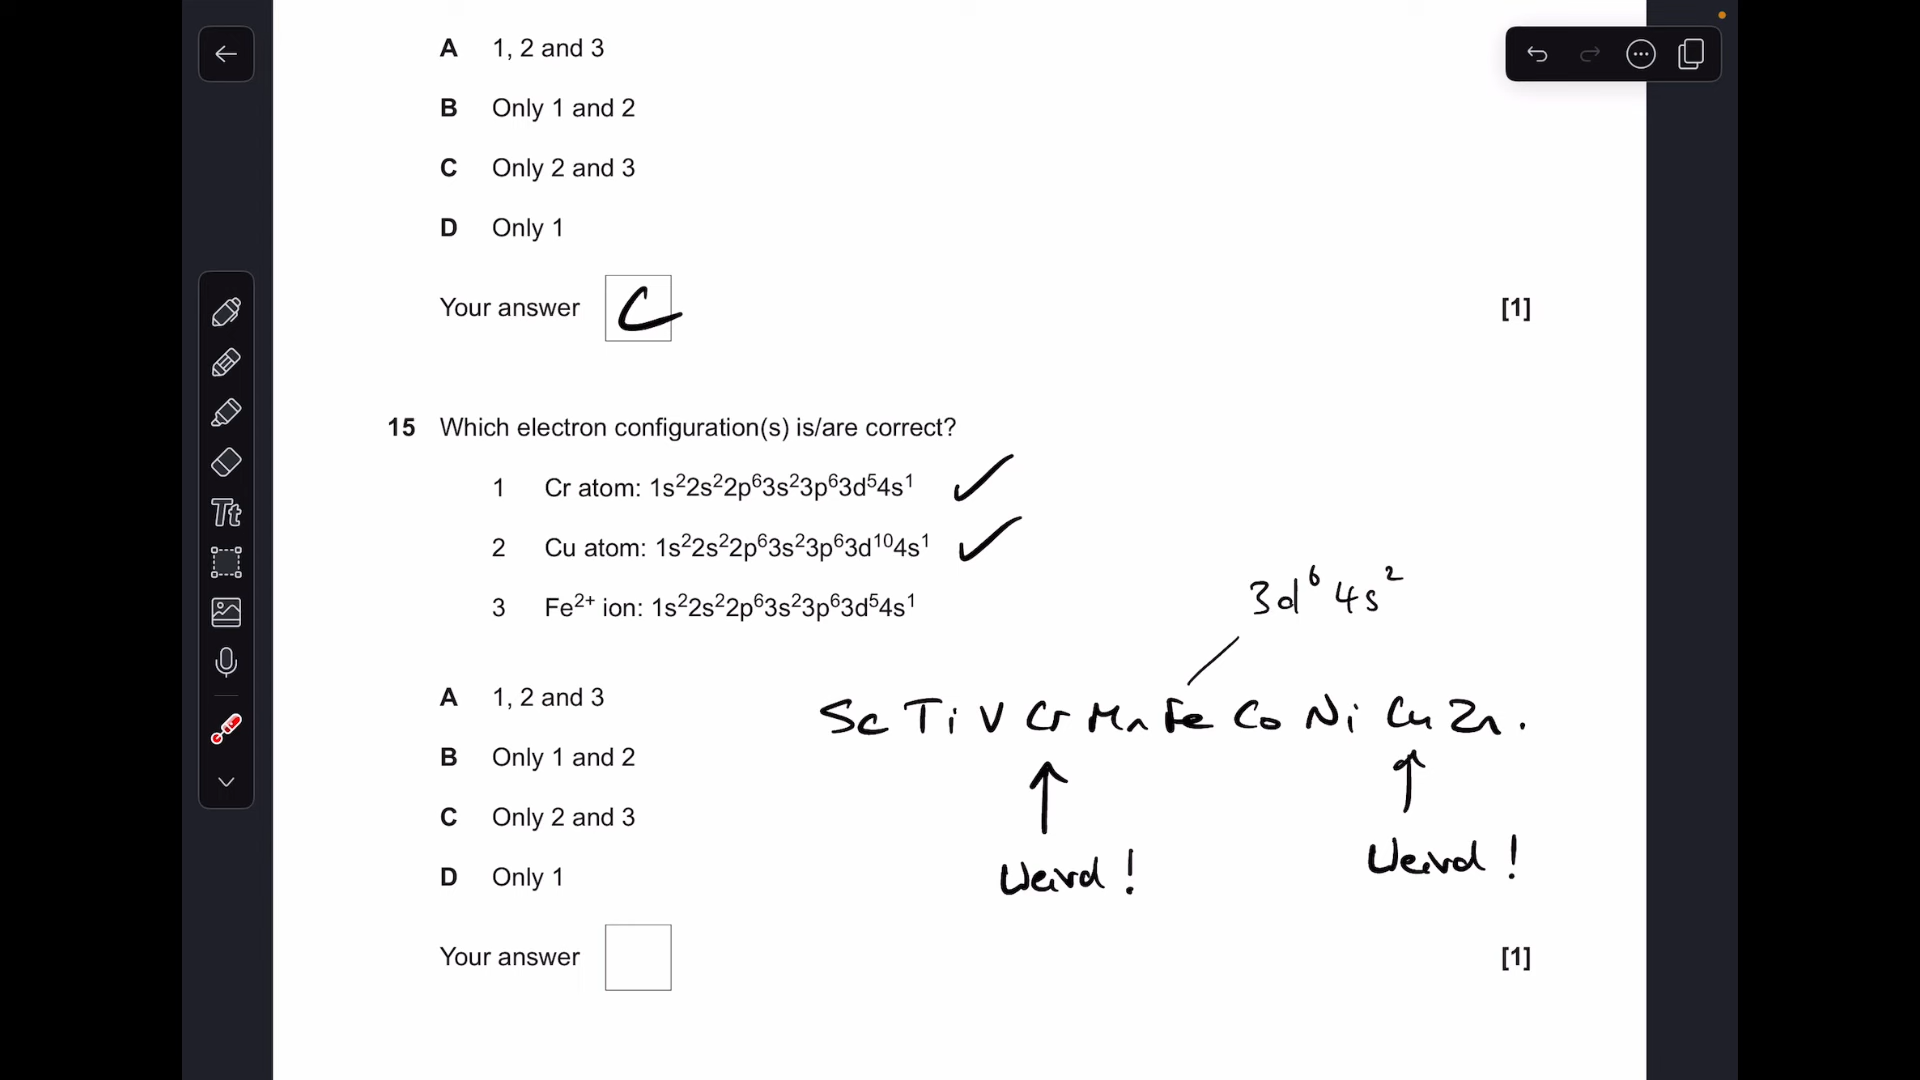 A 1, 2 and 3
B Only 1 and 2
C Only 2 and 3
D Only 1
Your answer C [1]
15 Which electron configuration(s) is/are correct?
1 Cr atom: 1s²2s²2p⁶3s²3p⁶3d⁵4s¹ ✓
2 Cu atom: 1s²2s²2p⁶3s²3p⁶3d¹⁰4s¹ ✓
3 Fe²⁺ ion: 1s²2s²2p⁶3s²3p⁶3d⁵4s¹
3d⁶ 4s²
A 1, 2 and 3
Sc Ti V Cr Mn Fe Co Ni Cu Zn.
B Only 1 and 2
C Only 2 and 3
D Only 1
Weird !
Weird !
Your answer [1]
Tt